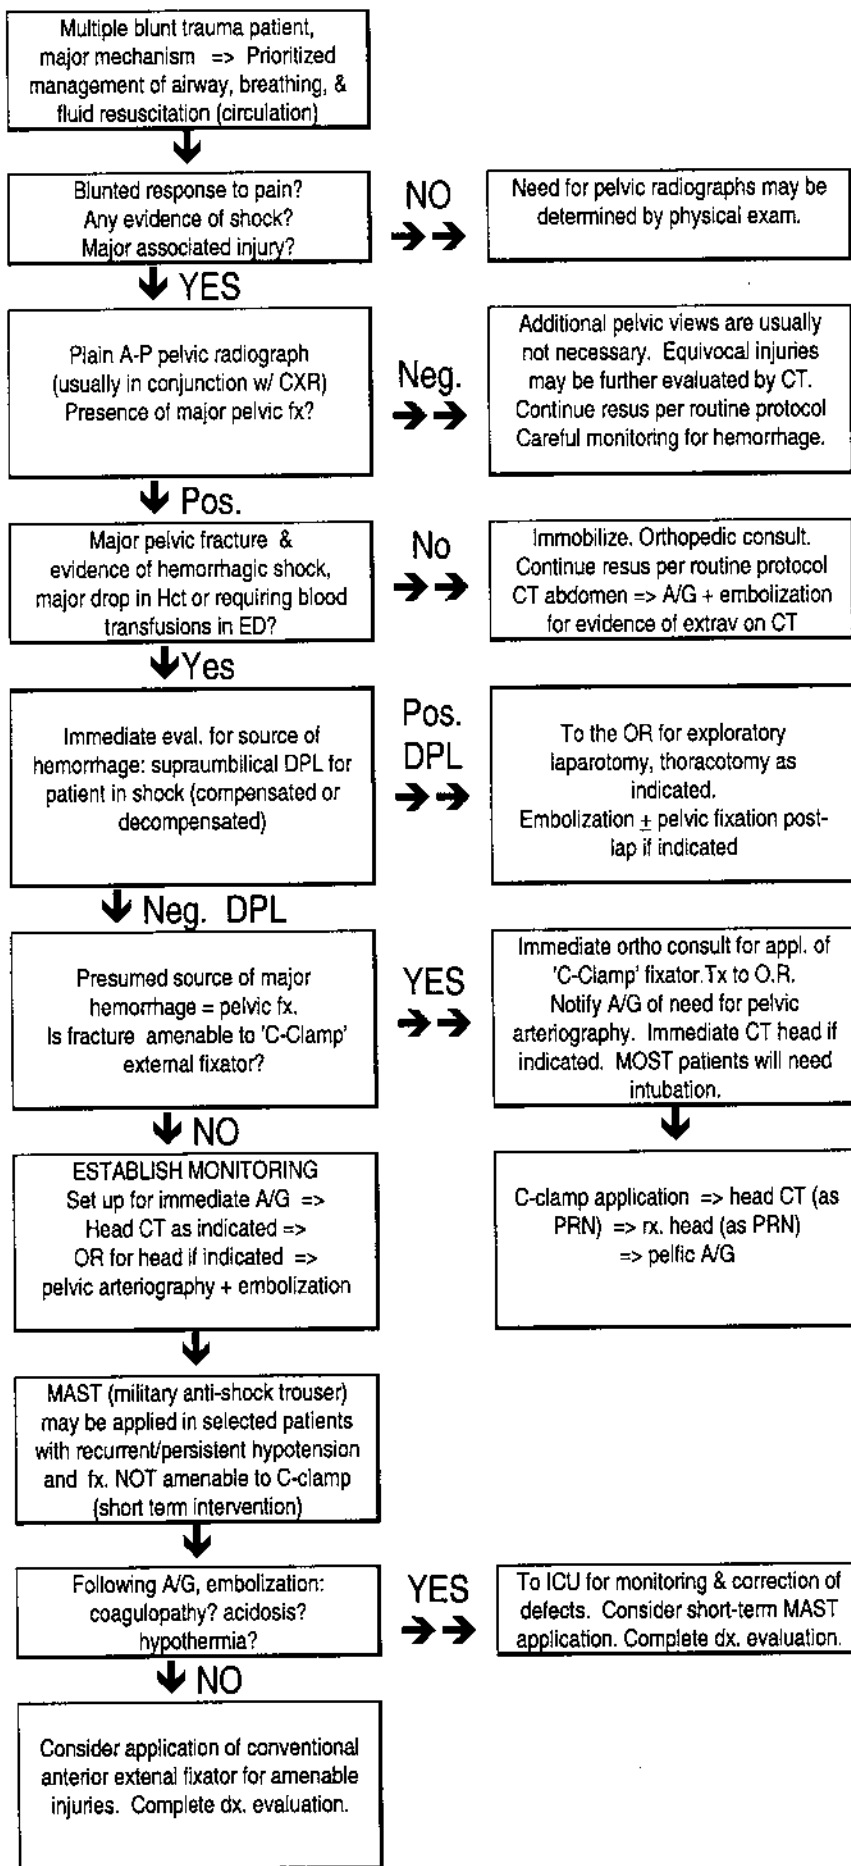 Multiple blunt trauma patient,
major mechanism => Prioritized
management of airway, breathing, &
fluid resuscitation (circulation)
Blunted response to pain?
Any evidence of shock?
Major associated injury?
NO
Need for pelvic radiographs may be
determined by physical exam.
YES
Plain A-P pelvic radiograph
(usually in conjunction w/ CXR)
Presence of major pelvic fx?
Neg.
Additional pelvic views are usually
not necessary. Equivocal injuries
may be further evaluated by CT.
Continue resus per routine protocol
Careful monitoring for hemorrhage.
Pos.
Major pelvic fracture &
evidence of hemorrhagic shock,
major drop in Hct or requiring blood
transfusions in ED?
No
Immobilize. Orthopedic consult.
Continue resus per routine protocol
CT abdomen => A/G + embolization
for evidence of extrav on CT
Yes
Immediate eval. for source of
hemorrhage: supraumbilical DPL for
patient in shock (compensated or
decompensated)
Pos.
DPL
To the OR for exploratory
laparotomy, thoracotomy as
indicated.
Embolization ± pelvic fixation post-
lap if indicated
Neg. DPL
Presumed source of major
hemorrhage = pelvic fx.
Is fracture amenable to 'C-Clamp'
external fixator?
YES
Immediate ortho consult for appl. of
'C-Clamp' fixator.Tx to O.R.
Notify A/G of need for pelvic
arteriography. Immediate CT head if
indicated. MOST patients will need
intubation.
NO
ESTABLISH MONITORING
Set up for immediate A/G =>
Head CT as indicated =>
OR for head if indicated =>
pelvic arteriography + embolization
C-clamp application => head CT (as
PRN) => rx. head (as PRN)
=> pelfic A/G
MAST (military anti-shock trouser)
may be applied in selected patients
with recurrent/persistent hypotension
and fx. NOT amenable to C-clamp
(short term intervention)
Following A/G, embolization:
coagulopathy? acidosis?
hypothermia?
YES
To ICU for monitoring & correction of
defects. Consider short-term MAST
application. Complete dx. evaluation.
NO
Consider application of conventional
anterior extenal fixator for amenable
injuries. Complete dx. evaluation.